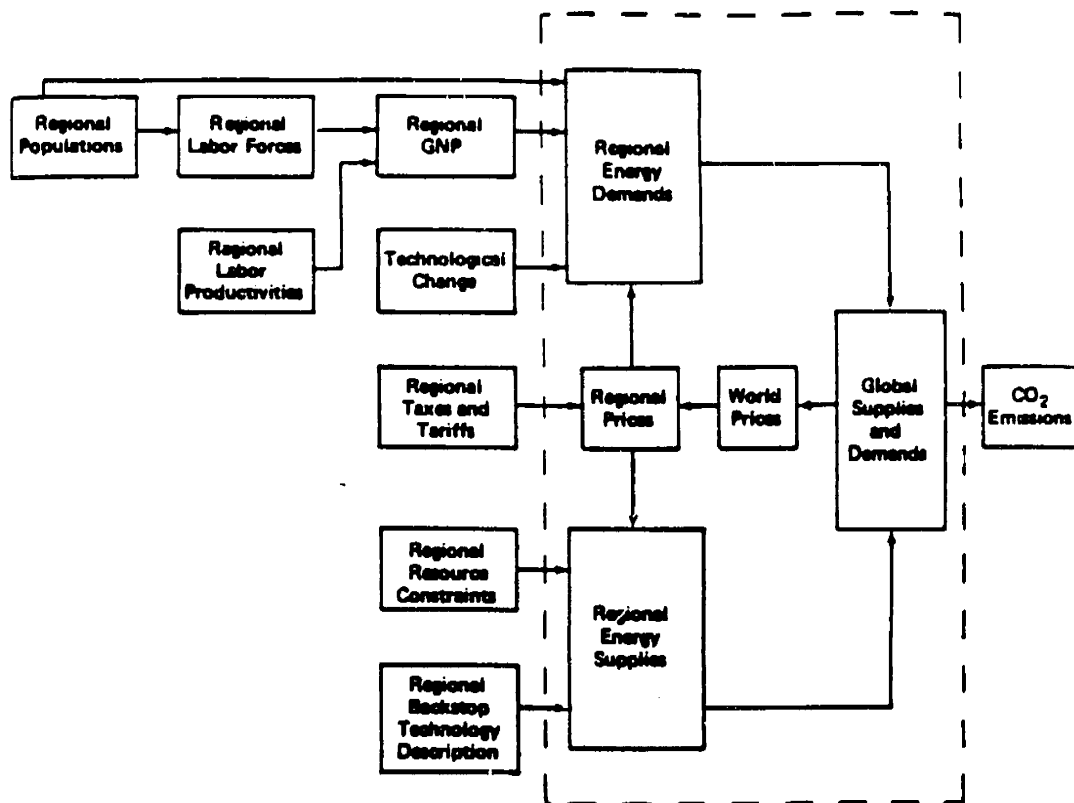 Regional
Populations
Regional
Labor Forces
Regional
GNP
Regional
Energy
Demands
Regional
Labor
Productivities
Technological
Change
Regional
Taxes and
Tariffs
Regional
Prices
World
Prices
Global
Supplies
and
Demands
CO₂
Emissions
Regional
Resource
Constraints
Regional
Energy
Supplies
Regional
Backstop
Technology
Description